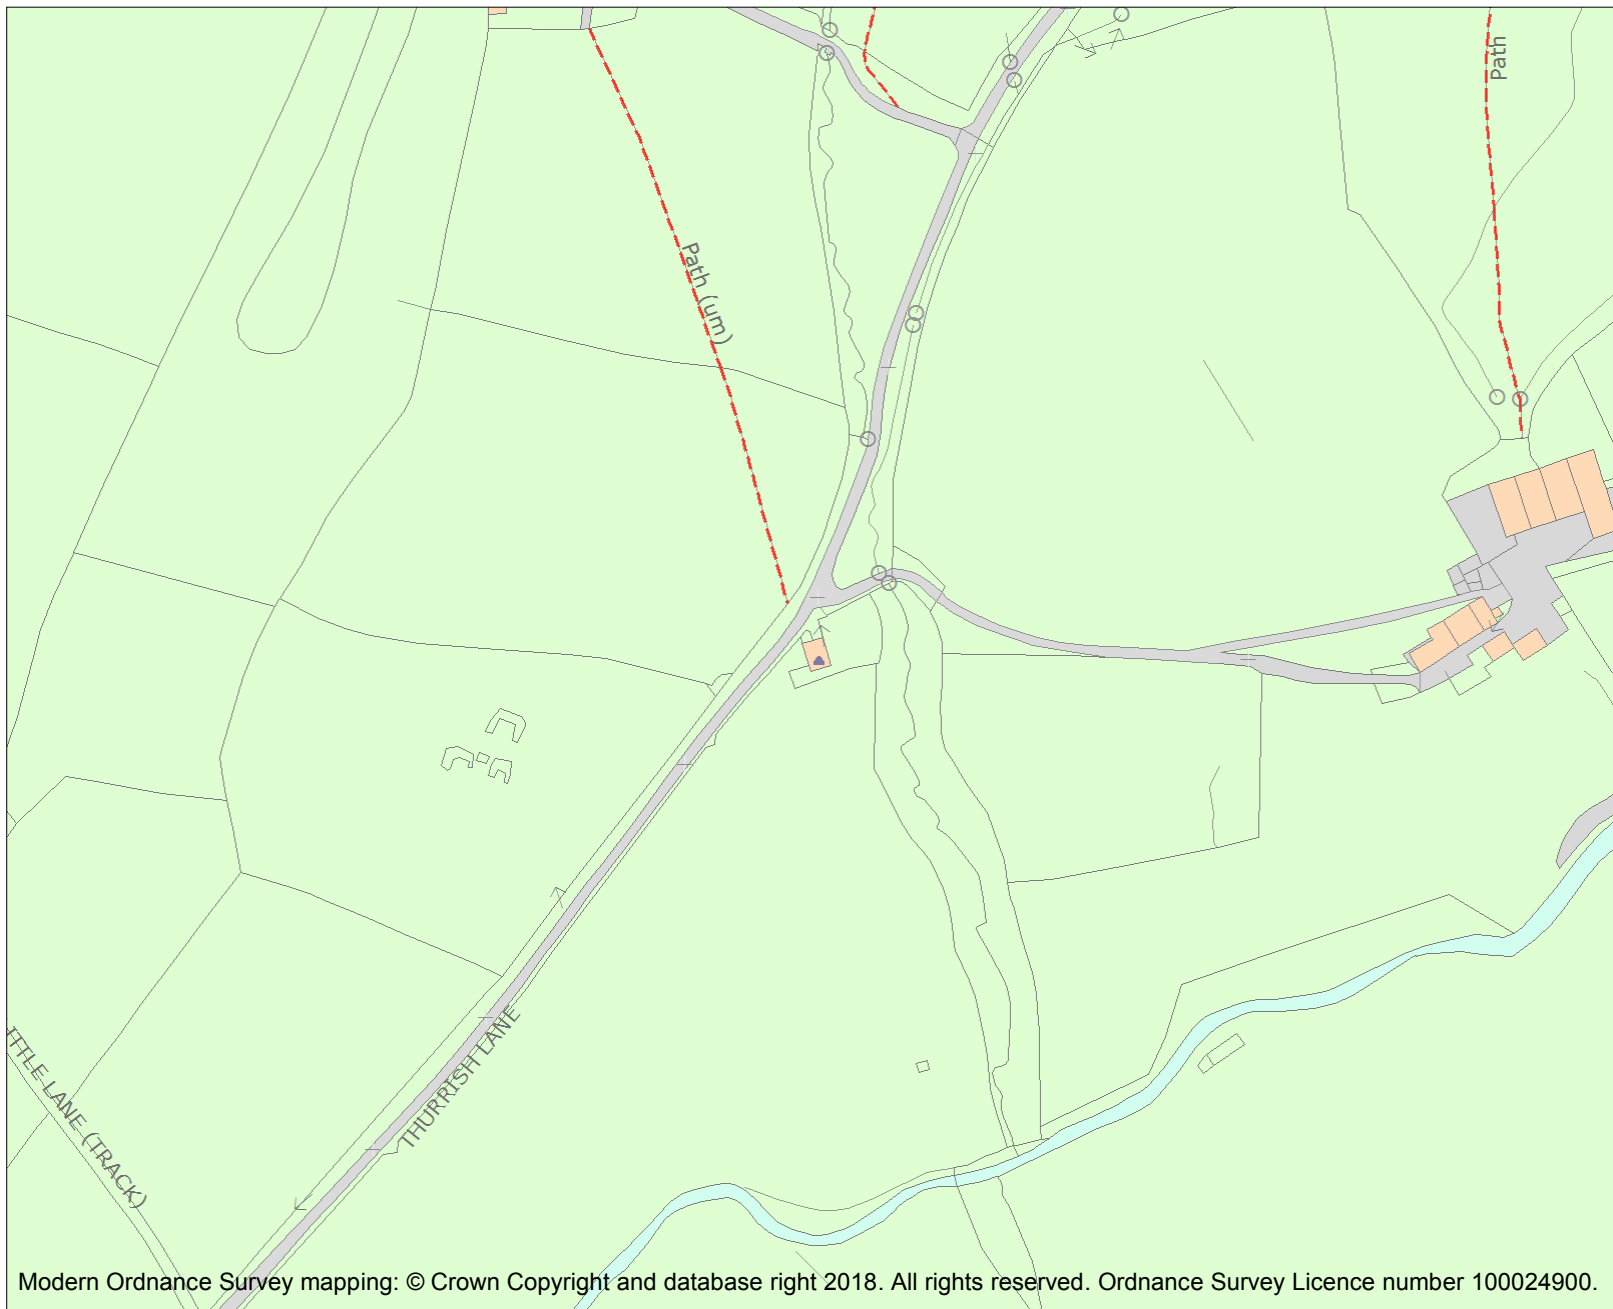 Path
Path (um)
THURRISH LANE
ITTLE LANE (TRACK)
Modern Ordnance Survey mapping: © Crown Copyright and database right 2018. All rights reserved. Ordnance Survey Licence number 100024900.